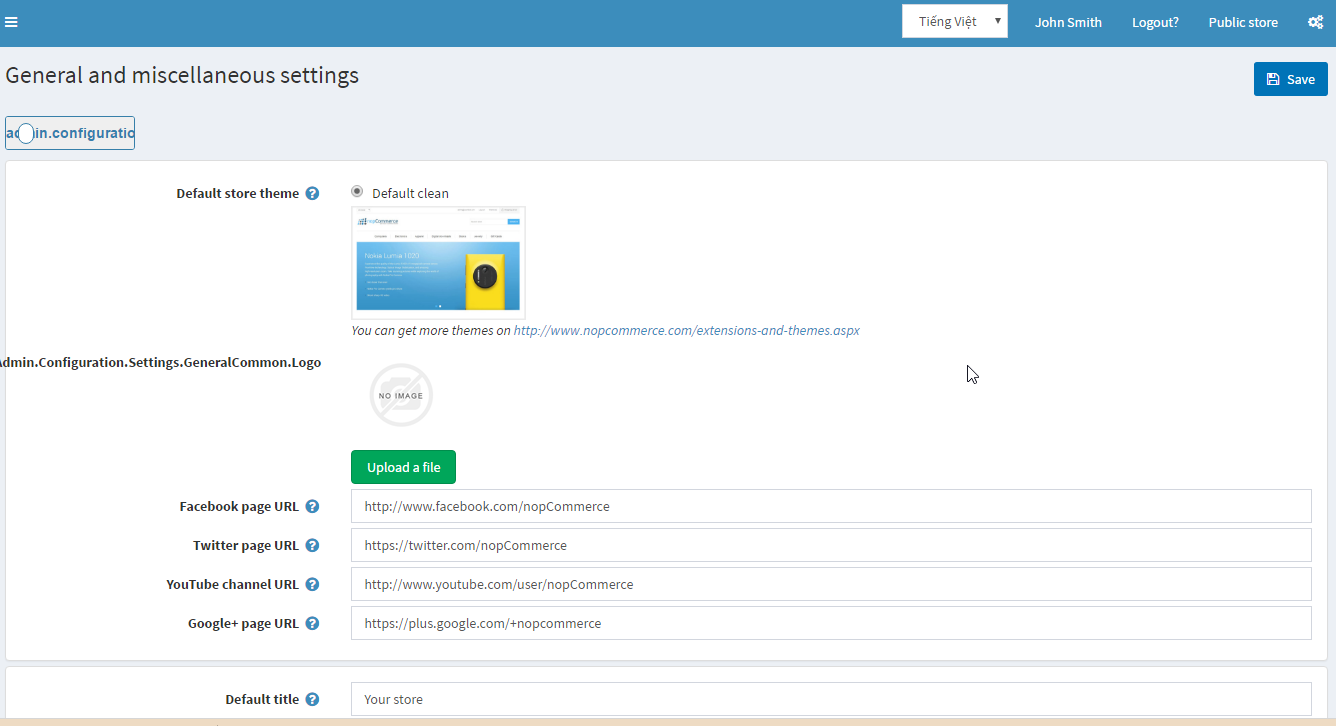 Tiếng Việt
John Smith
Logout?
Public store
General and miscellaneous settings
Save
in.configuratio
Default store theme
Default clean
nopCommerce
Nokia Lumia 1020
You can get more themes on http://www.nopcommerce.com/extensions-and-themes.aspx
dmin.Configuration.Settings.GeneralCommon.Logo
NO IMAGE
Upload a file
Facebook page URL
http://www.facebook.com/nopCommerce
Twitter page URL
https://twitter.com/nopCommerce
YouTube channel URL
http://www.youtube.com/user/nopCommerce
Google+ page URL
https://plus.google.com/+nopcommerce
Default title
Your store